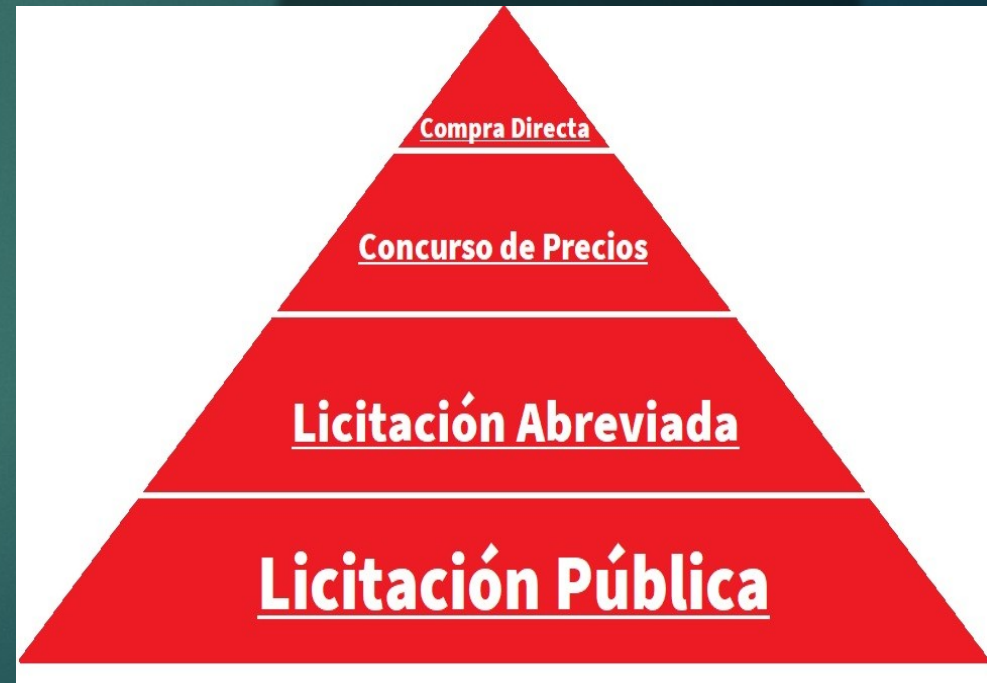 Compra Directa
Concurso de Precios
Licitación Abreviada
Licitación Pública